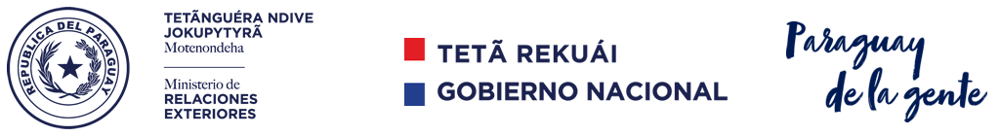 REPUBLICA DEL PARAGUAY
TETÃNGUÉRA NDIVE
JOKUPYTYRÃ
Motenondeha
Ministerio de
RELACIONES
EXTERIORES
TETÃ REKUÁI
GOBIERNO NACIONAL
Paraguay
de la gente